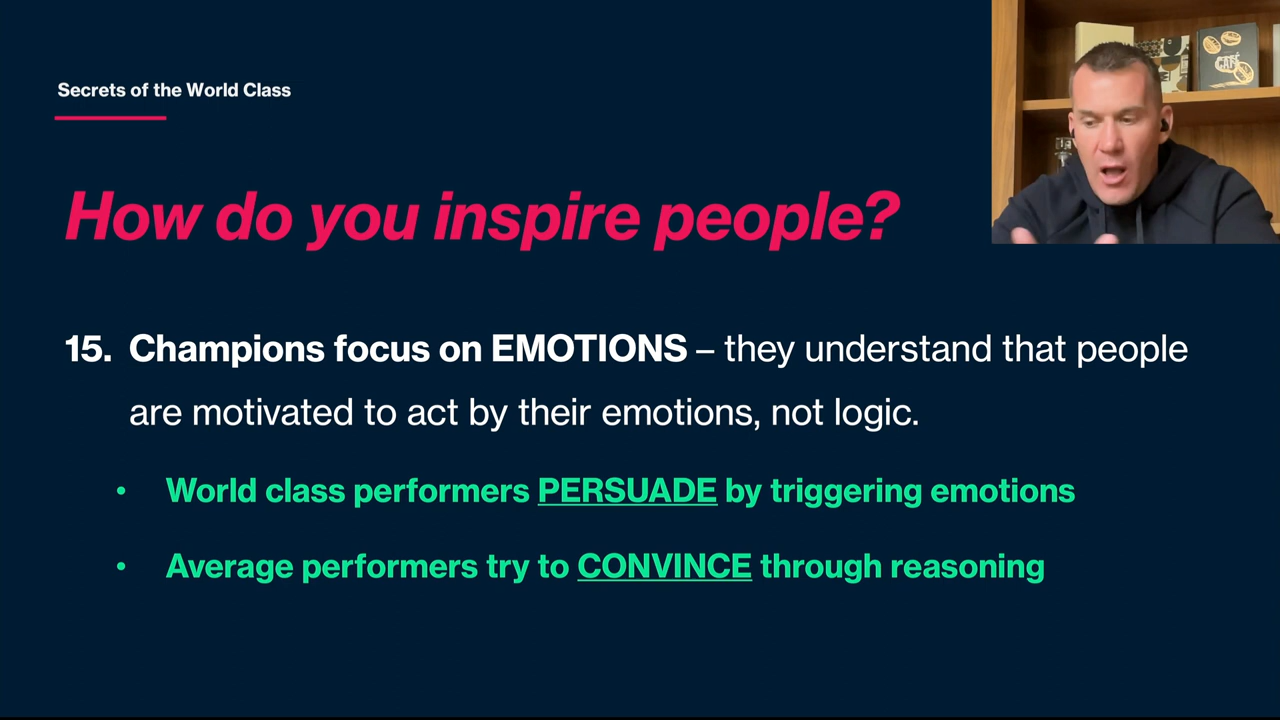 Secrets of the World Class
How do you inspire people?
15. Champions focus on EMOTIONS – they understand that people
are motivated to act by their emotions, not logic.
• World class performers PERSUADE by triggering emotions
• Average performers try to CONVINCE through reasoning
CAFÉ